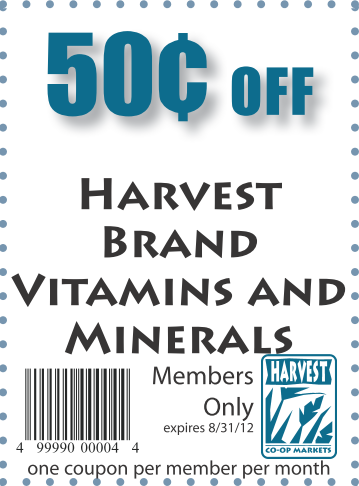 50¢ OFF
HARVEST
BRAND
VITAMINS AND
MINERALS
Members
Only
expires 8/31/12
HARVEST
CO-OP MARKETS
4 99990 00004 4
one coupon per member per month